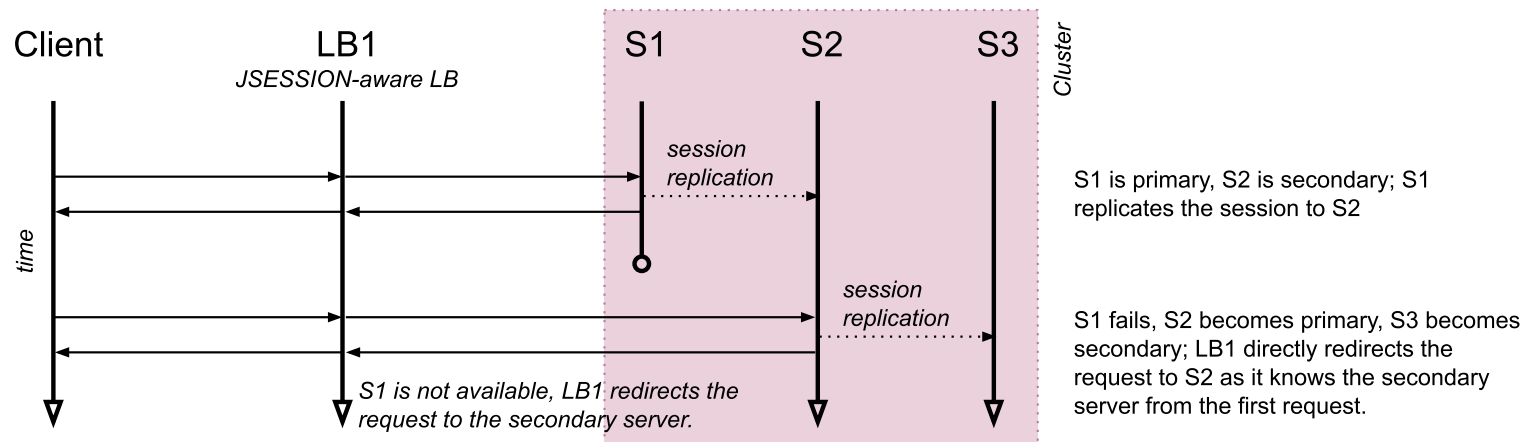 Client
LB1
S1
S2
S3
JSESSION-aware LB
Cluster
session
replication
S1 is primary, S2 is secondary; S1
replicates the session to S2
time
session
replication
S1 fails, S2 becomes primary, S3 becomes
secondary; LB1 directly redirects the
request to S2 as it knows the secondary
server from the first request.
S1 is not available, LB1 redirects the
request to the secondary server.